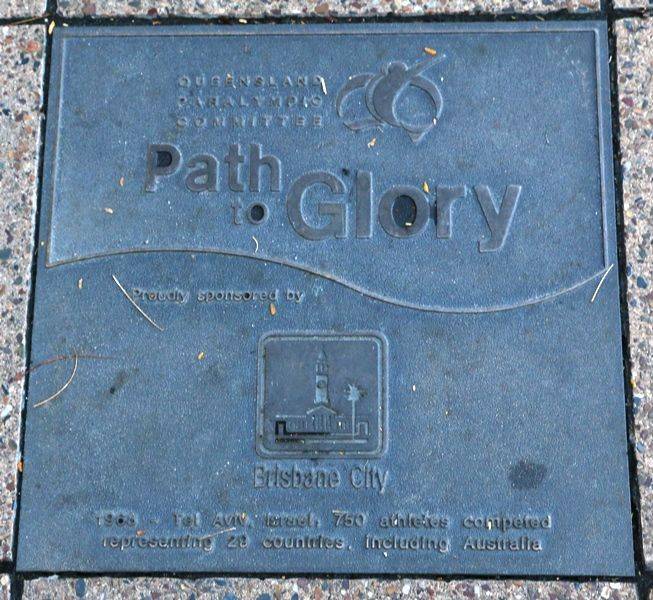 QUEENSLAND
PARALYMPIC
COMMITTEE
Path
to Glory
Proudly sponsored by
Brisbane City
1968 - Tel Aviv, Israel, 750 athletes competed
representing 29 countries, including Australia